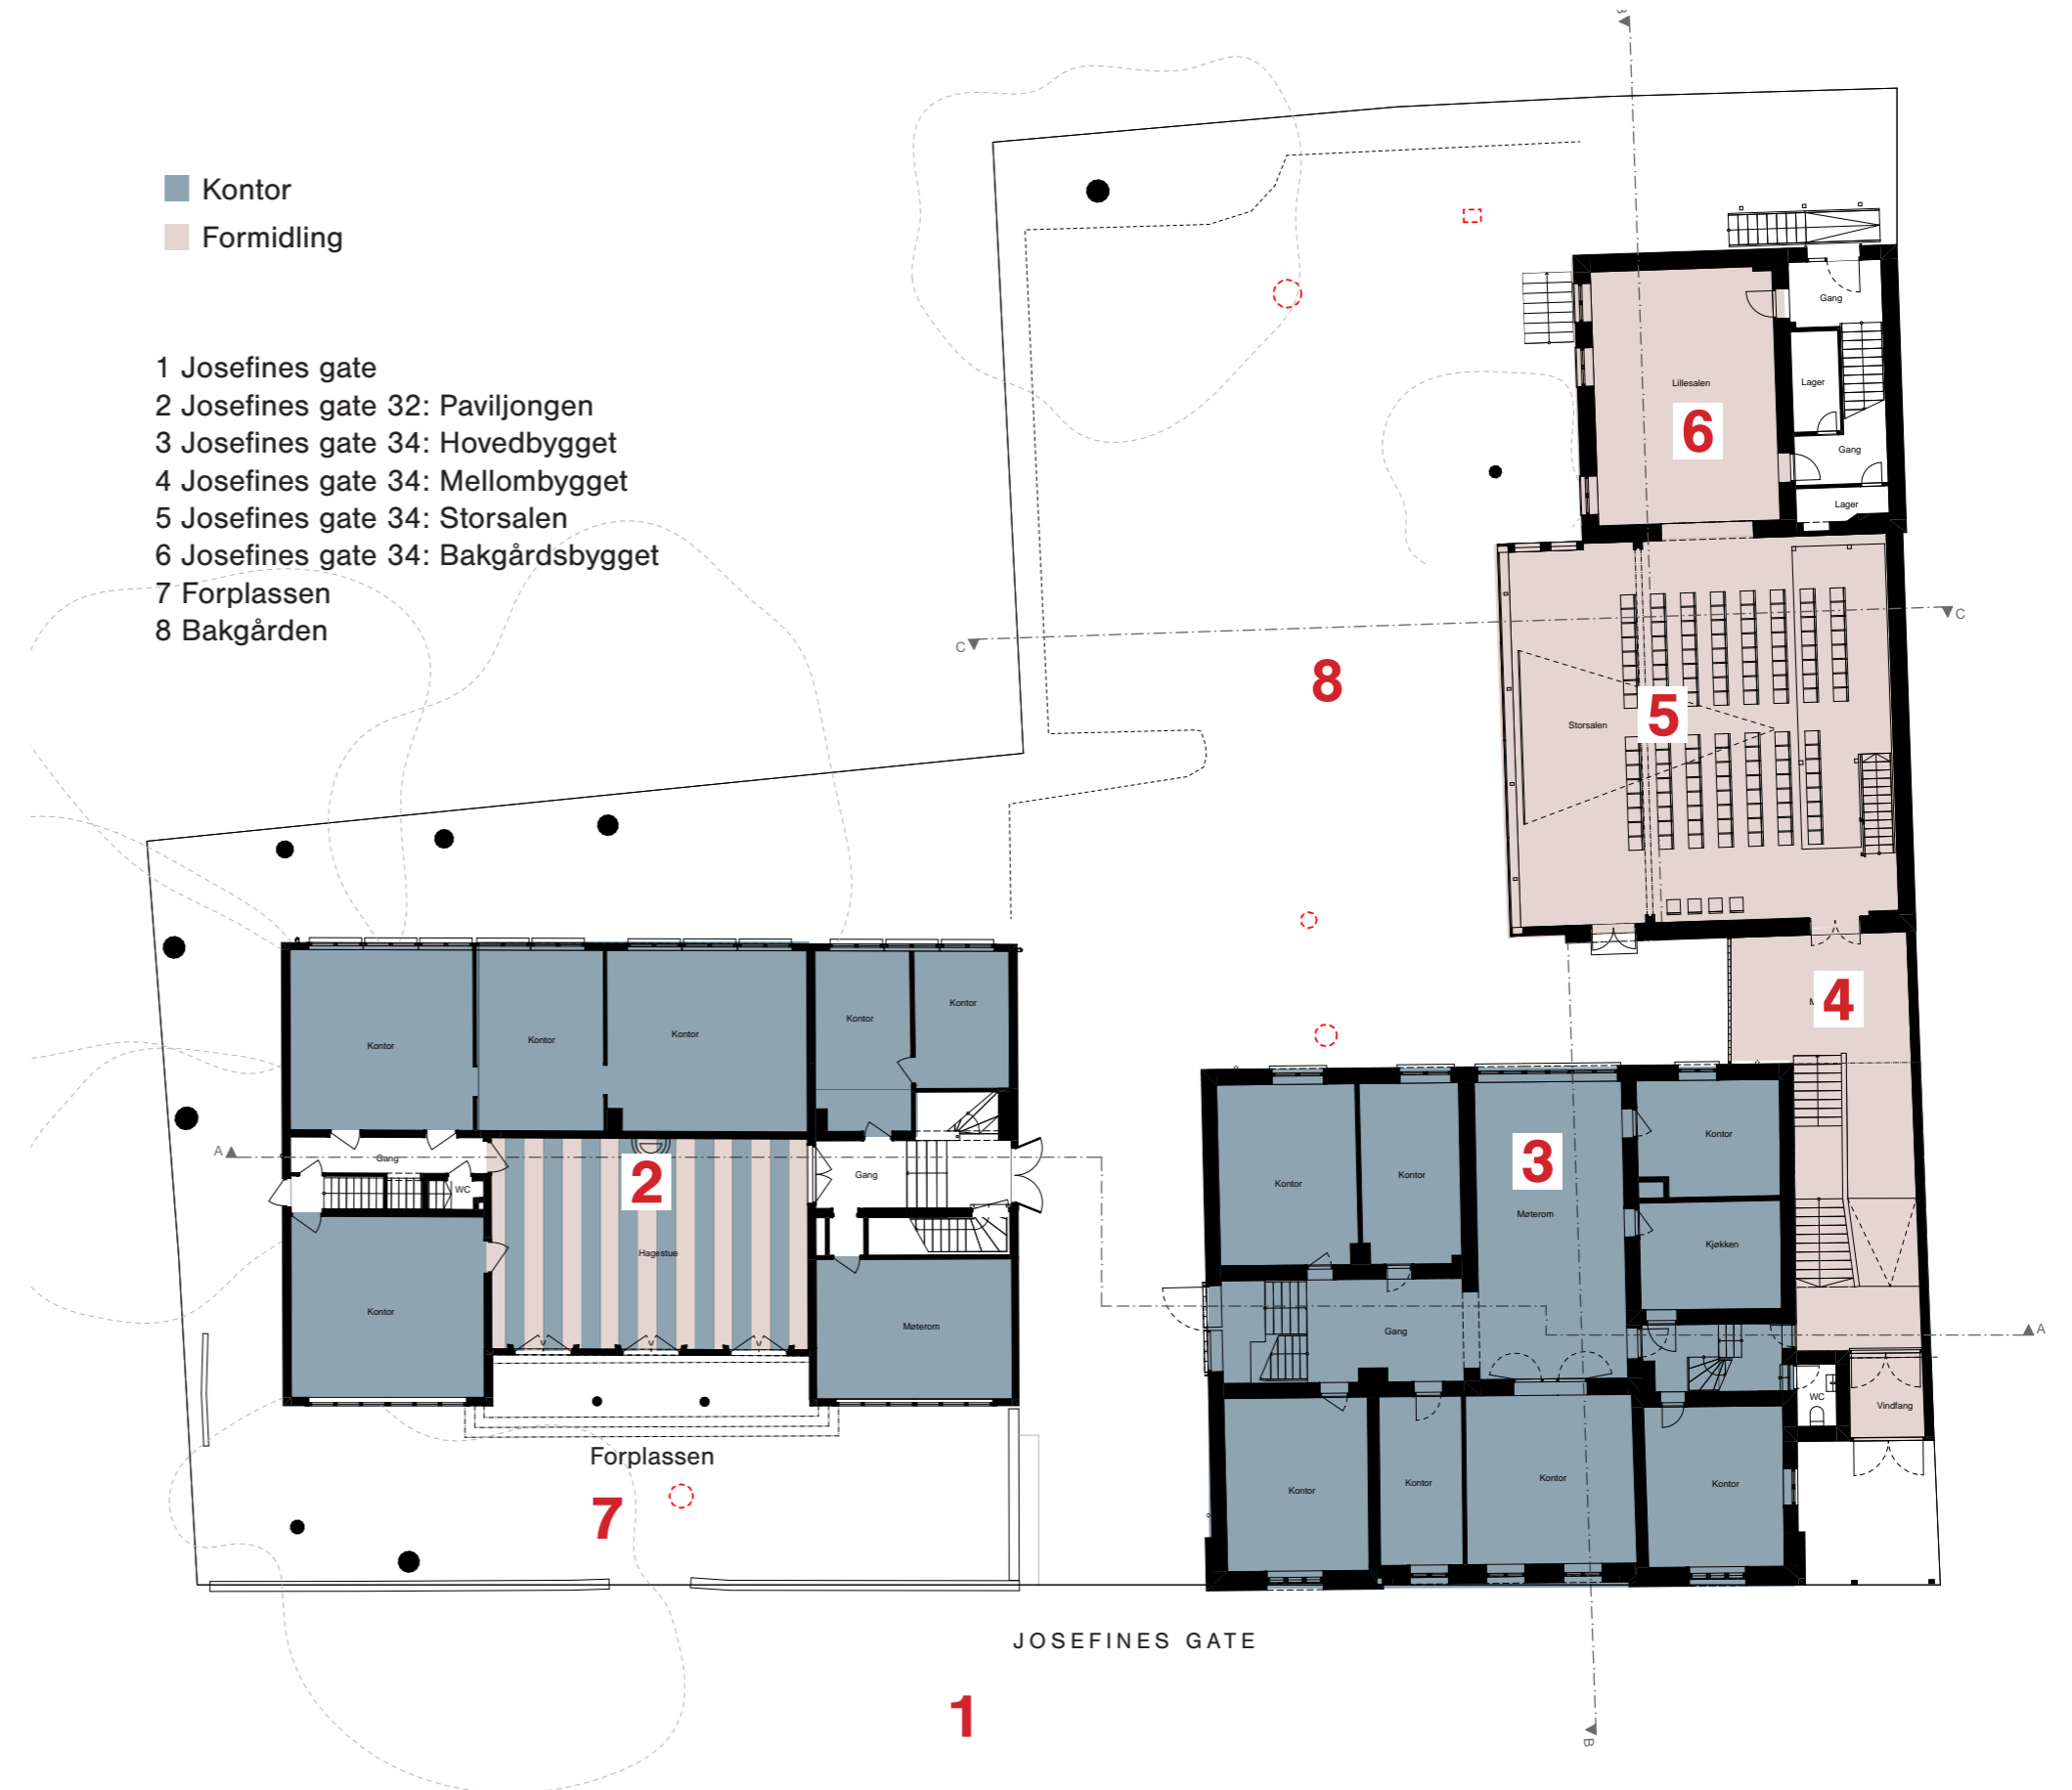 B
Kontor
Formidling
1 Josefines gate
2 Josefines gate 32: Paviljongen
3 Josefines gate 34: Hovedbygget
4 Josefines gate 34: Mellombygget
5 Josefines gate 34: Storsalen
6 Josefines gate 34: Bakgårdsbygget
7 Forplassen
8 Bakgården
Gang
Lager
Lillesalen
6
Gang
Lager
C
C
8
5
Storsalen
4
Kontor
Kontor
Kontor
Kontor
Kontor
A
Gang
WC
2
Gang
Hagestue
Kontor
Møterom
Kontor
Kontor
3
Møterom
Kontor
Kjøkken
Gang
A
WC
Vindfang
Kontor
Kontor
Kontor
Kontor
Forplassen
7
JOSEFINES GATE
1
B